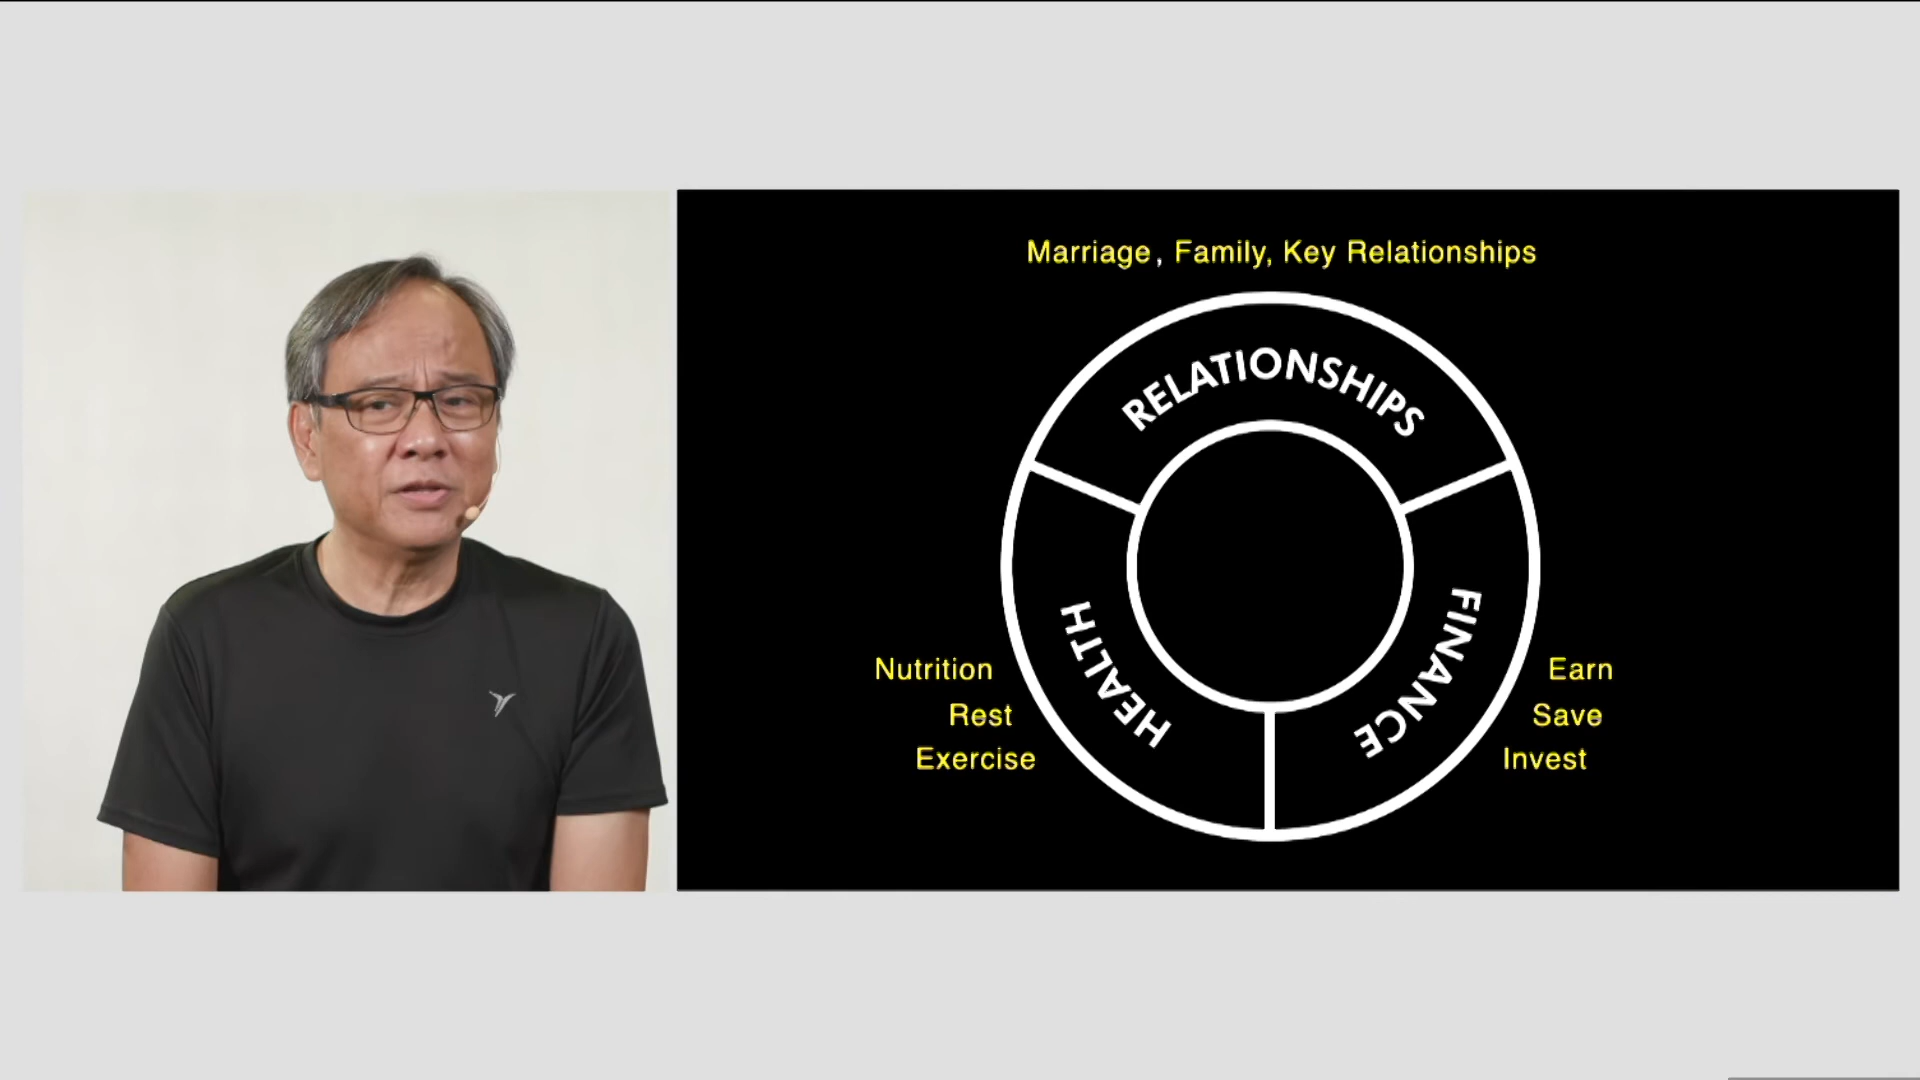 Marriage, Family, Key Relationships
RELATIONSHIPS
HEALTH
FINANCE
Nutrition
Rest
Exercise
Earn
Save
Invest